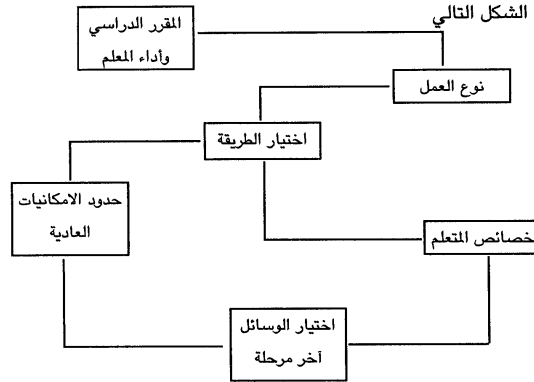 الشكل التالي
المقرر الدراسي
وأداء المعلم
نوع العمل
اختيار الطريقة
حدود الامكانيات
العادية
خصائص المتعلم
اختيار الوسائل
آخر مرحلة